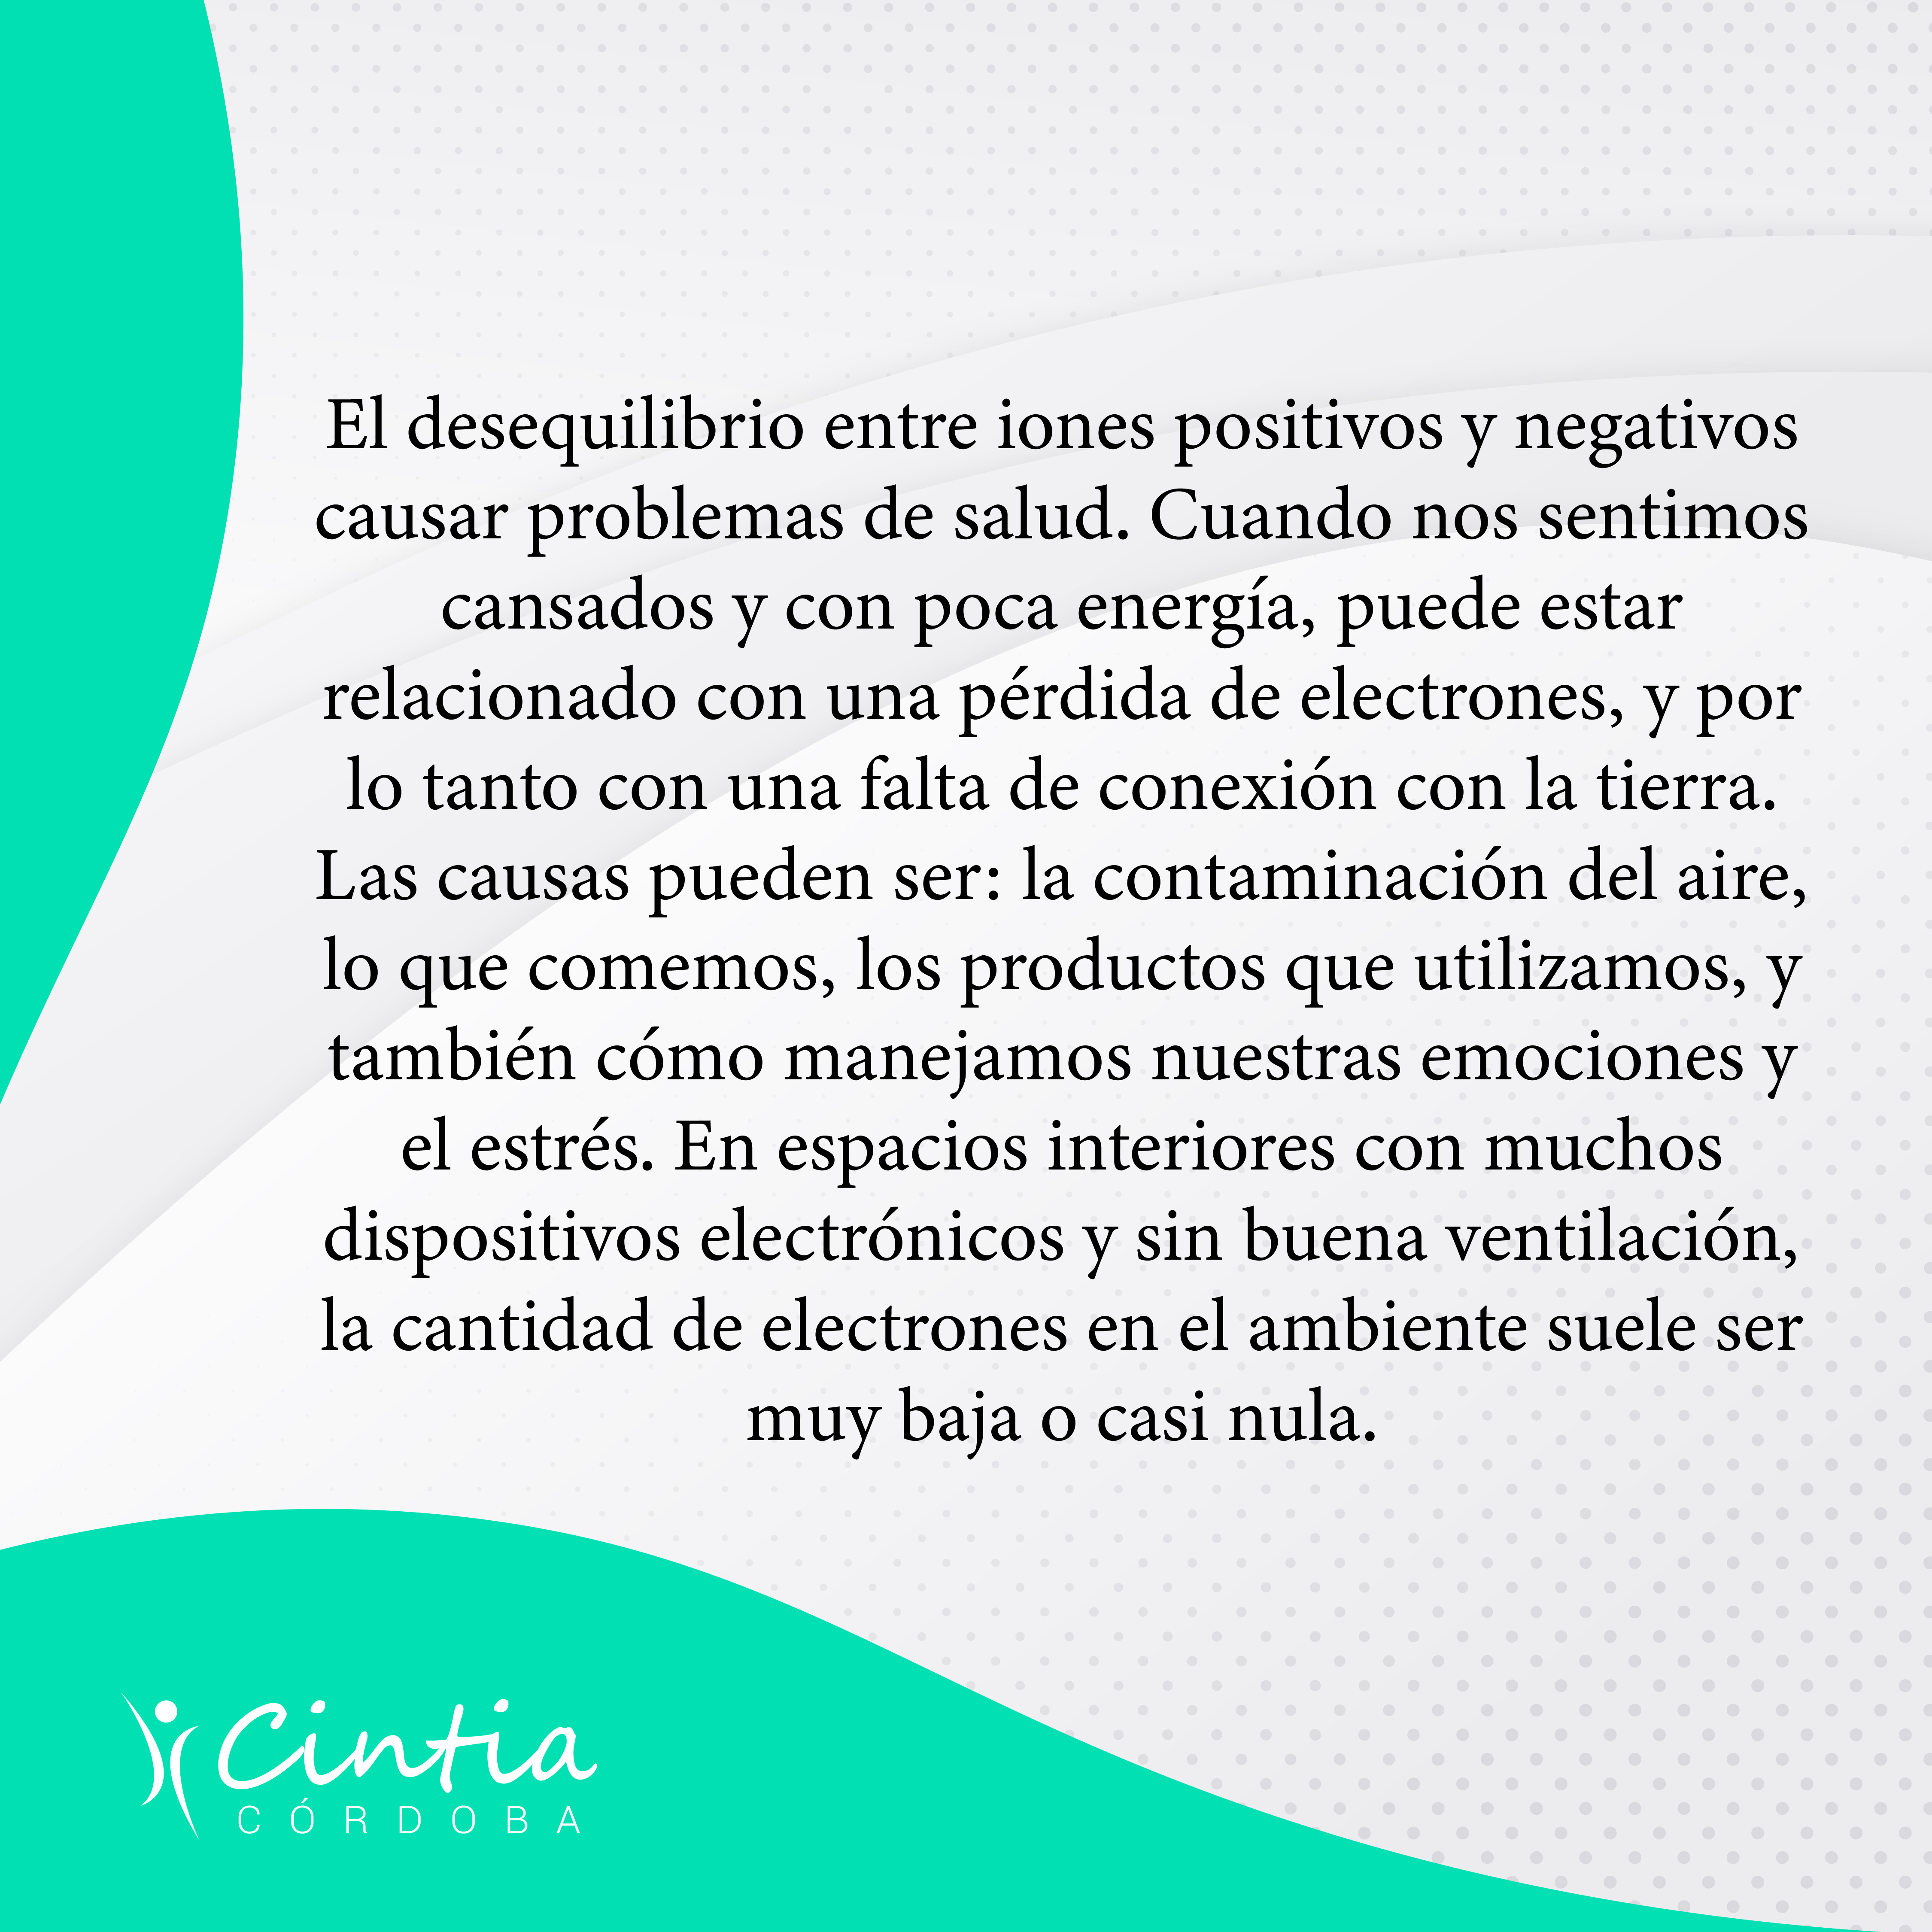 El desequilibrio entre iones positivos y negativos
causar problemas de salud. Cuando nos sentimos
cansados y con poca energía, puede estar
relacionado con una pérdida de electrones, y por
lo tanto con una falta de conexión con la tierra.
Las causas pueden ser: la contaminación del aire,
lo que comemos, los productos que utilizamos, y
también cómo manejamos nuestras emociones y
el estrés. En espacios interiores con muchos
dispositivos electrónicos y sin buena ventilación,
la cantidad de electrones en el ambiente suele ser
muy baja o casi nula.
Cintia
CÓRDOBA